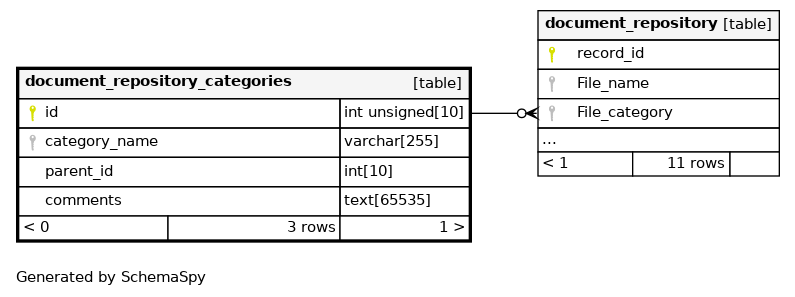 document_repository_categories [table]
id int unsigned[10]
category_name varchar[255]
parent_id int[10]
comments text[65535]
< 0 3 rows 1 >
document_repository [table]
record_id
File_name
File_category
...
< 1 11 rows
Generated by SchemaSpy